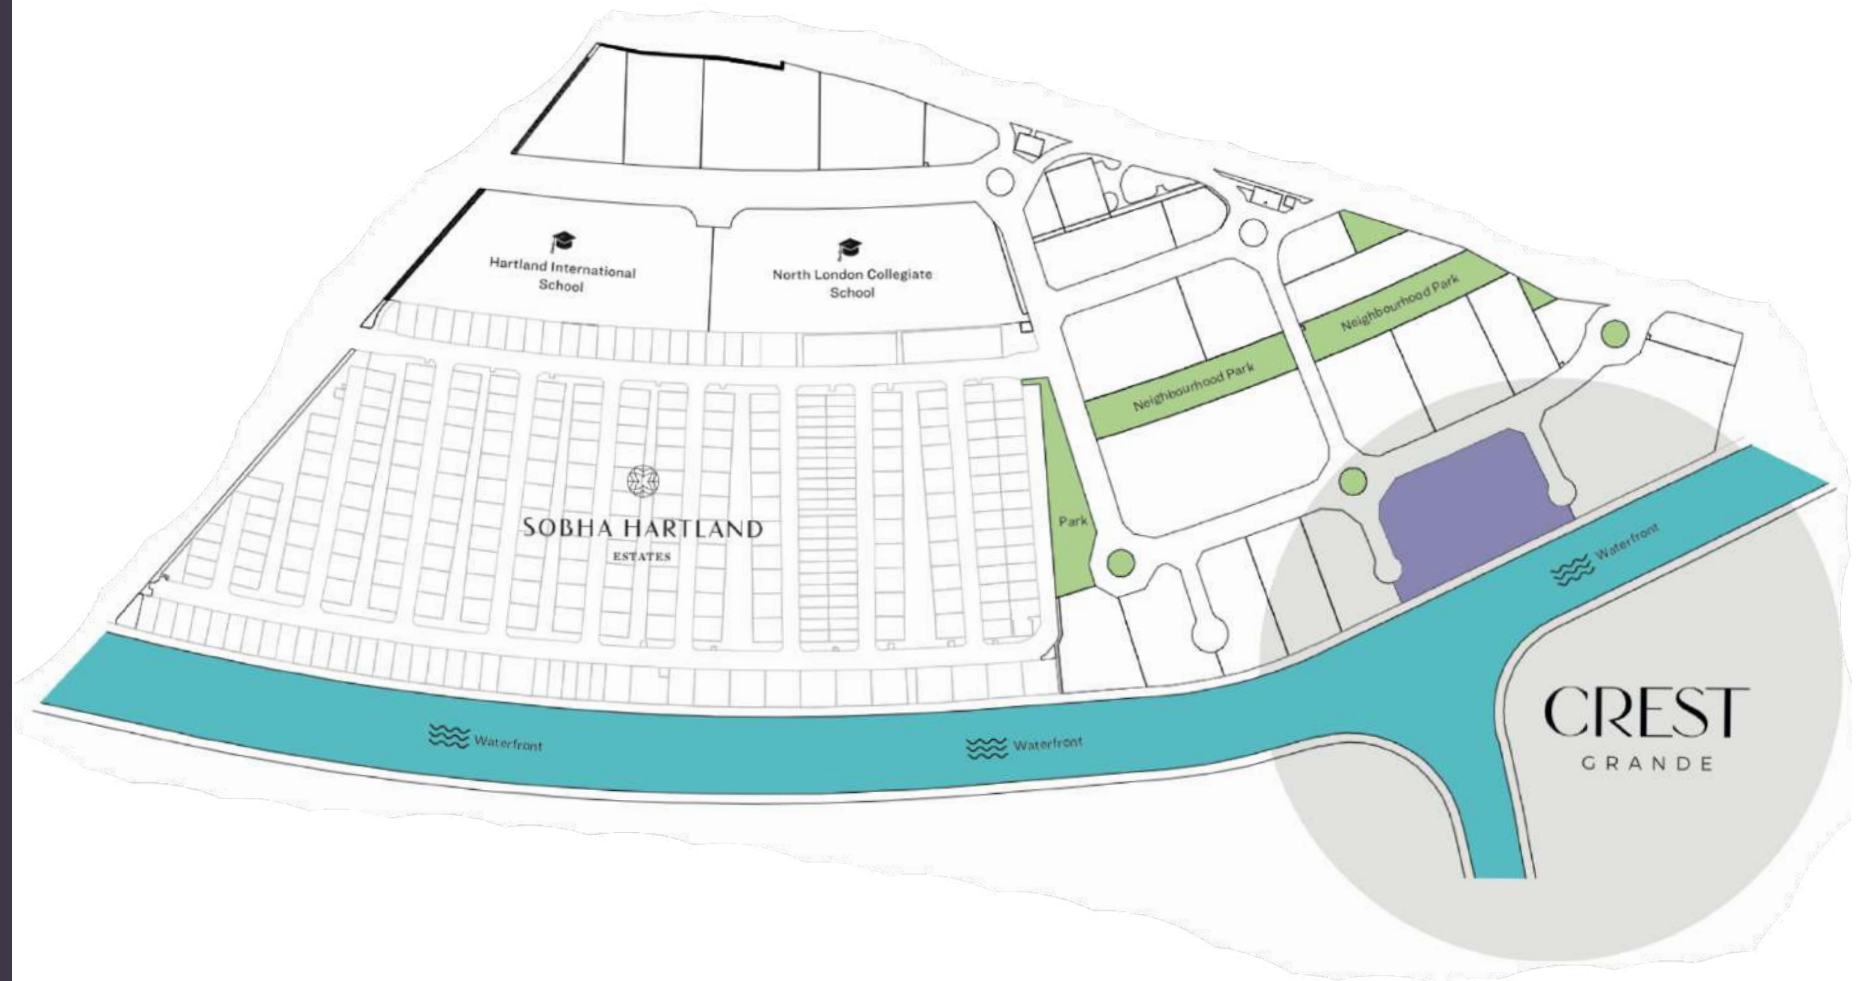 Hartland International
School
North London Collegiate
School
Neighbourhood Park
Neighbourhood Park
Park
SOBHA HARTLAND
ESTATES
Waterfront
Waterfront
Waterfront
CREST
GRANDE